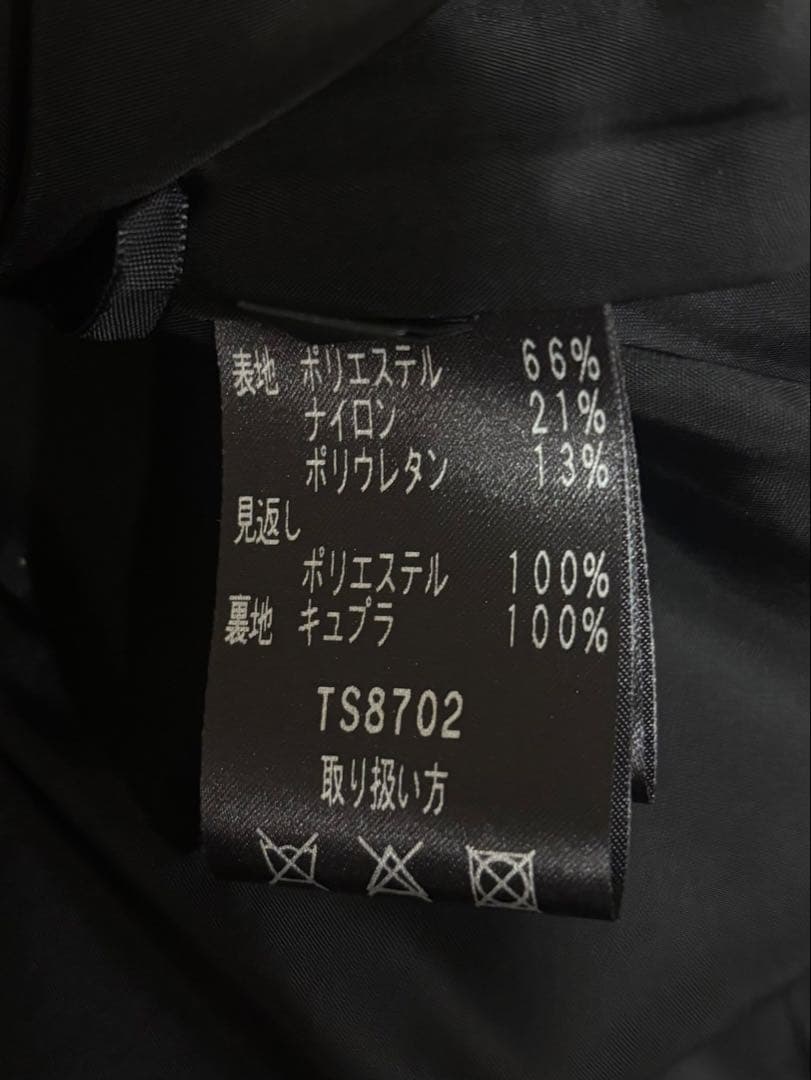 表地 ポリエステル 66%
ナイロン 21%
ポリウレタン 13%
見返し
ポリエステル 100%
裏地 キュプラ 100%
TS8702
取り扱い方